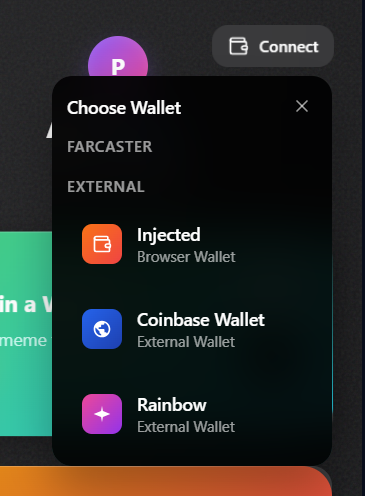 Connect
P
Choose Wallet
FARCASTER
EXTERNAL
Injected
Browser Wallet
in a
Coinbase Wallet
meme
External Wallet
Rainbow
External Wallet